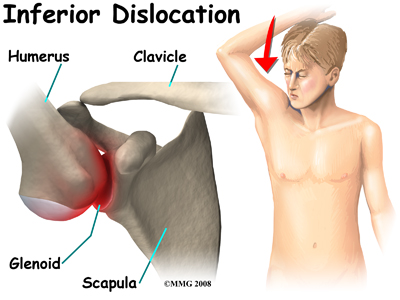 Inferior Dislocation
Humerus
Clavicle
Glenoid
Scapula
©MMG 2008